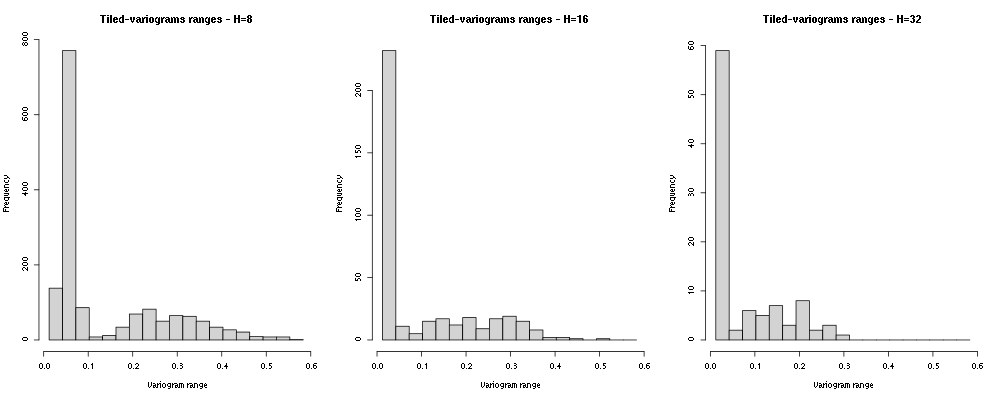 Tiled-variograms ranges - H=8
Frequency
800
600
400
200
0
0.0 0.1 0.2 0.3 0.4 0.5 0.6
Variogram range
Tiled-variograms ranges - H=16
Frequency
200
150
100
50
0
0.0 0.1 0.2 0.3 0.4 0.5 0.6
Variogram range
Tiled-variograms ranges - H=32
Frequency
60
50
40
30
20
10
0
0.0 0.1 0.2 0.3 0.4 0.5 0.6
Variogram range